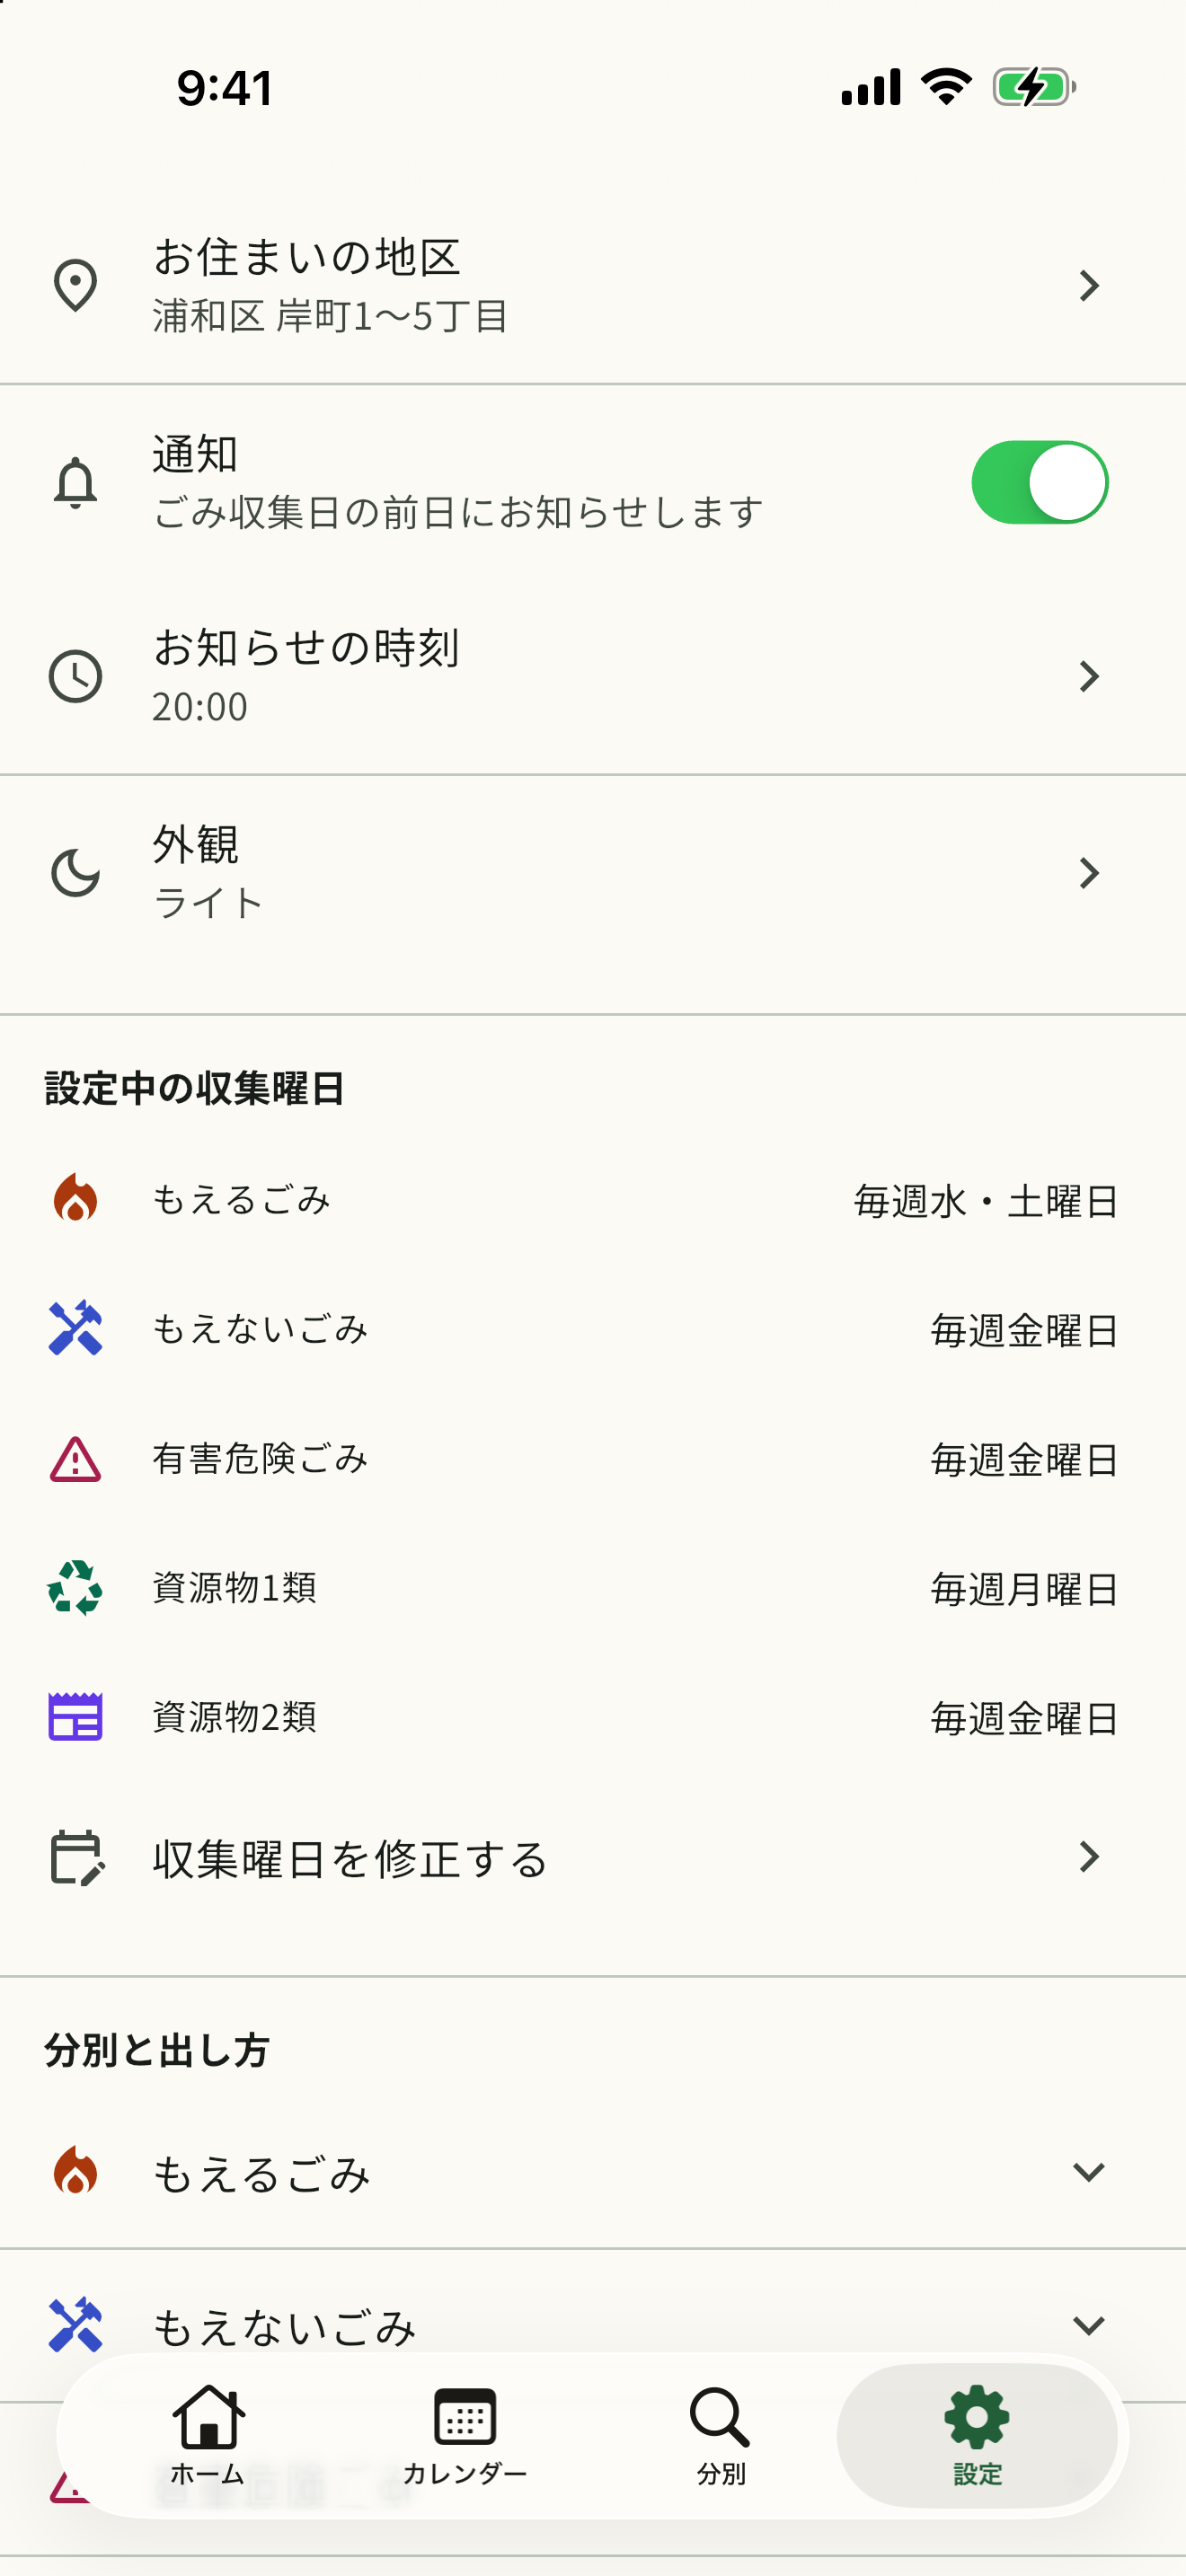 9:41
お住まいの地区
浦和区 岸町1〜5丁目
通知
ごみ収集日の前日にお知らせします
お知らせの時刻
20:00
外観
ライト
設定中の収集曜日
もえるごみ 毎週水・土曜日
もえないごみ 毎週金曜日
有害危険ごみ 毎週金曜日
資源物1類 毎週月曜日
資源物2類 毎週金曜日
収集曜日を修正する
分別と出し方
もえるごみ
もえないごみ
ホーム カレンダー 分別 設定